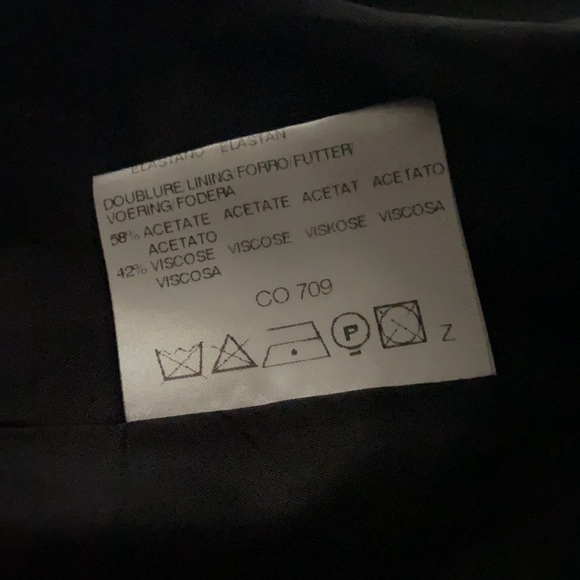 ELASTANO ELASTAN
DOUBLURE/LINING/FORRO/FUTTER/
VOERING/FODERA
58% ACETATE ACETATE ACETAT ACETATO
ACETATO
42% VISCOSE VISCOSE VISKOSE VISCOSA
VISCOSA
CO 709
P
Z